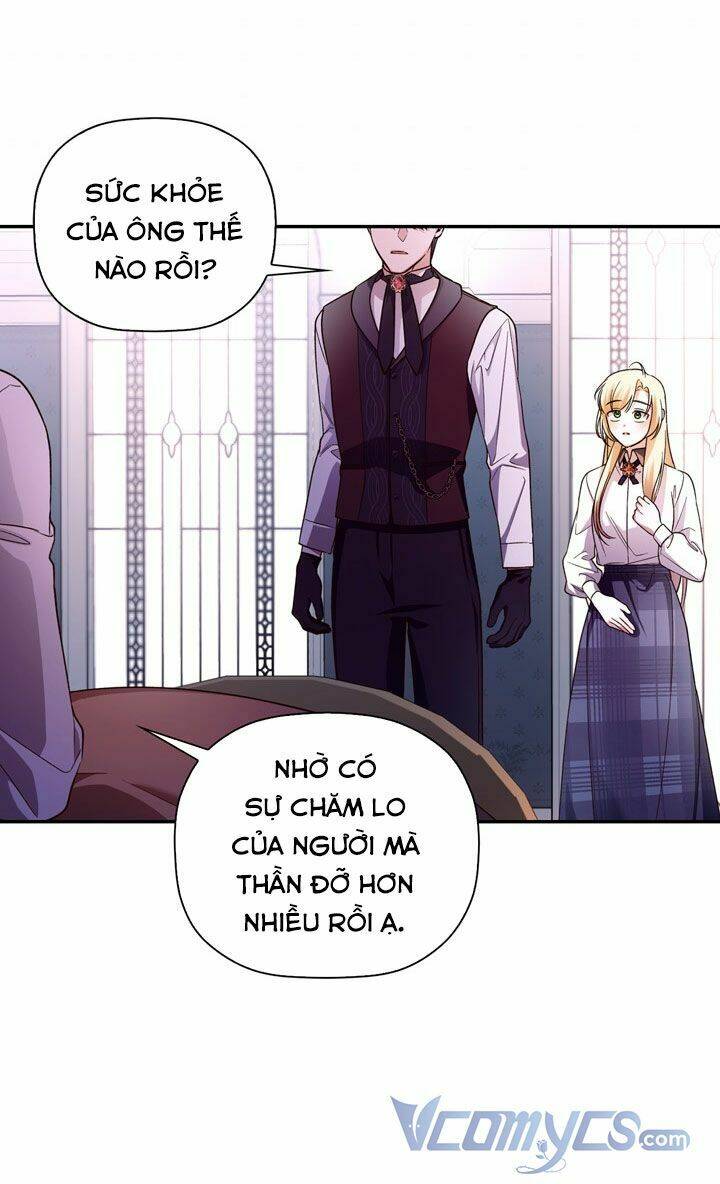 SỨC KHỎE
CỦA ÔNG THẾ
NÀO RỒI?
NHỜ CÓ
SỰ CHĂM LO
CỦA NGƯỜI MÀ
THẦN ĐỠ HƠN
NHIỀU RỒI Ạ.
VCOMYCS.com